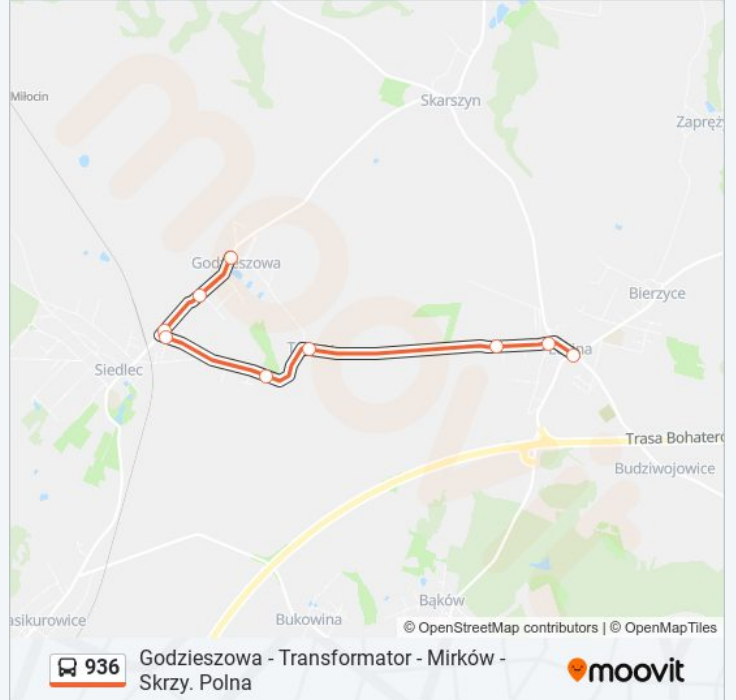 Miłocin
Skarszyn
Zapręż
Godzieszowa
Bierzyce
Siedlec
Trasa Bohater
Budziwojowice
Bąków
asikurowice
Bukowina
© OpenStreetMap contributors | © OpenMapTiles
936
Godzieszowa - Transformator - Mirków -
Skrzy. Polna
moovit